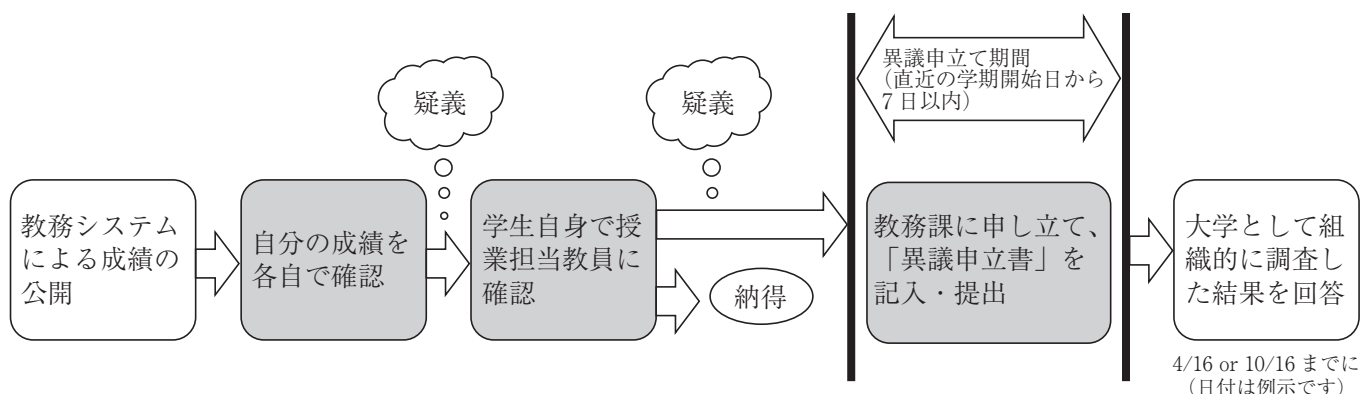 疑義
疑義
異議申立て期間
（直近の学期開始日から
7日以内）
教務システム
による成績の
公開
自分の成績を
各自で確認
学生自身で授
業担当教員に
確認
納得
教務課に申し立て、
「異議申立書」を
記入・提出
大学として組
織的に調査し
た結果を回答
4/16 or 10/16 までに
（日付は例示です）